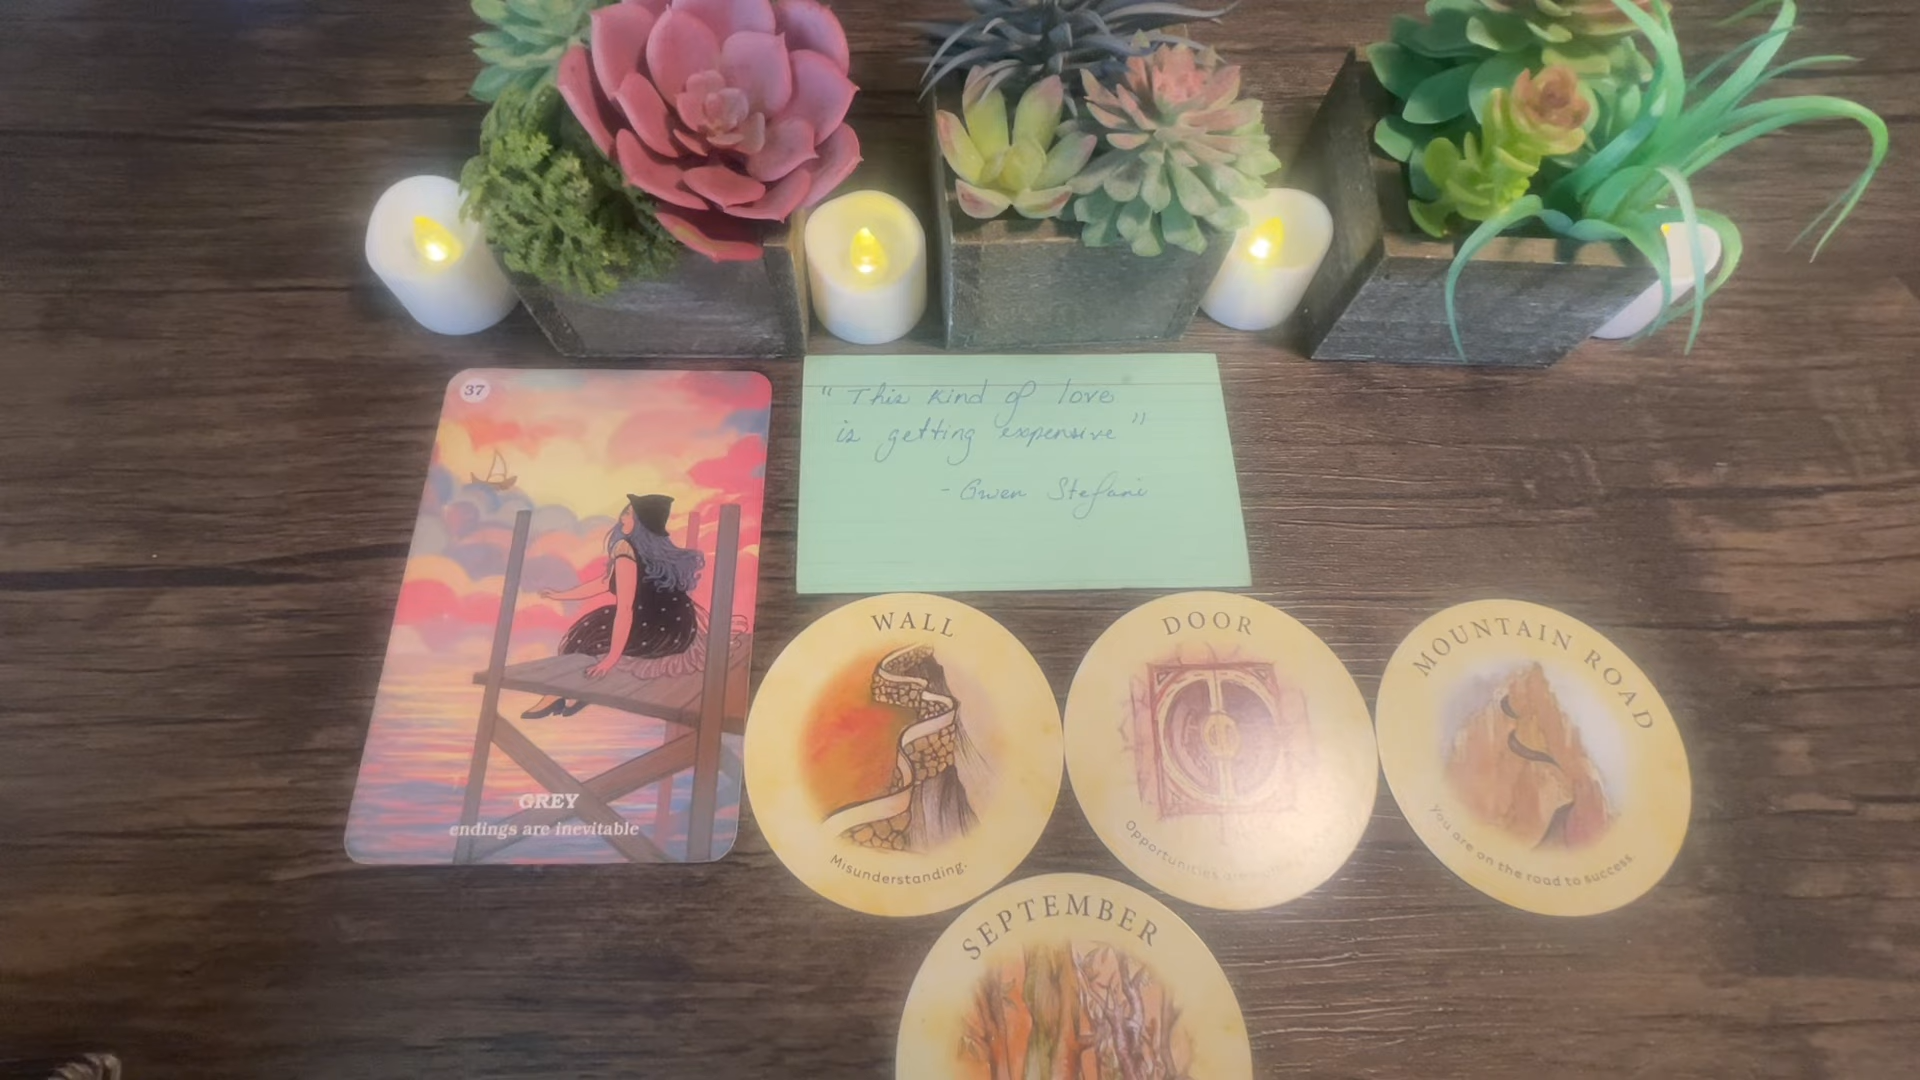 37
GREY
endings are inevitable
" This kind of love
is getting expensive "
- Gwen Stefani
WALL
Misunderstanding.
DOOR
Opportunities are
MOUNTAIN ROAD
You are on the road to success.
SEPTEMBER